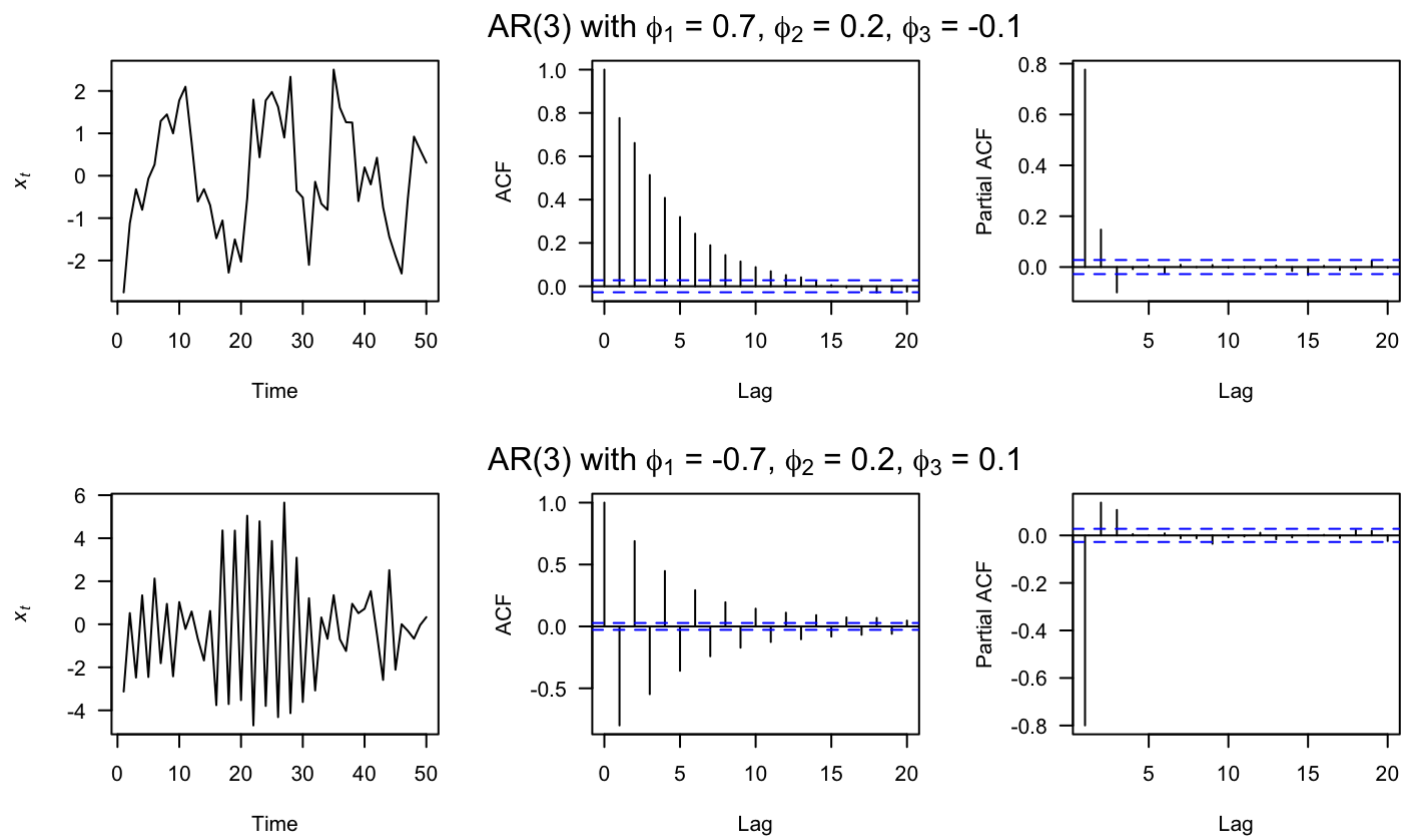 AR(3) with ϕ1 = 0.7, ϕ2 = 0.2, ϕ3 = -0.1
xt
2
1
0
-1
-2
0 10 20 30 40 50
Time
ACF
1.0
0.8
0.6
0.4
0.2
0.0
0 5 10 15 20
Lag
Partial ACF
0.8
0.6
0.4
0.2
0.0
5 10 15 20
Lag
AR(3) with ϕ1 = -0.7, ϕ2 = 0.2, ϕ3 = 0.1
xt
6
4
2
0
-2
-4
0 10 20 30 40 50
Time
ACF
1.0
0.5
0.0
-0.5
0 5 10 15 20
Lag
Partial ACF
0.0
-0.2
-0.4
-0.6
-0.8
5 10 15 20
Lag